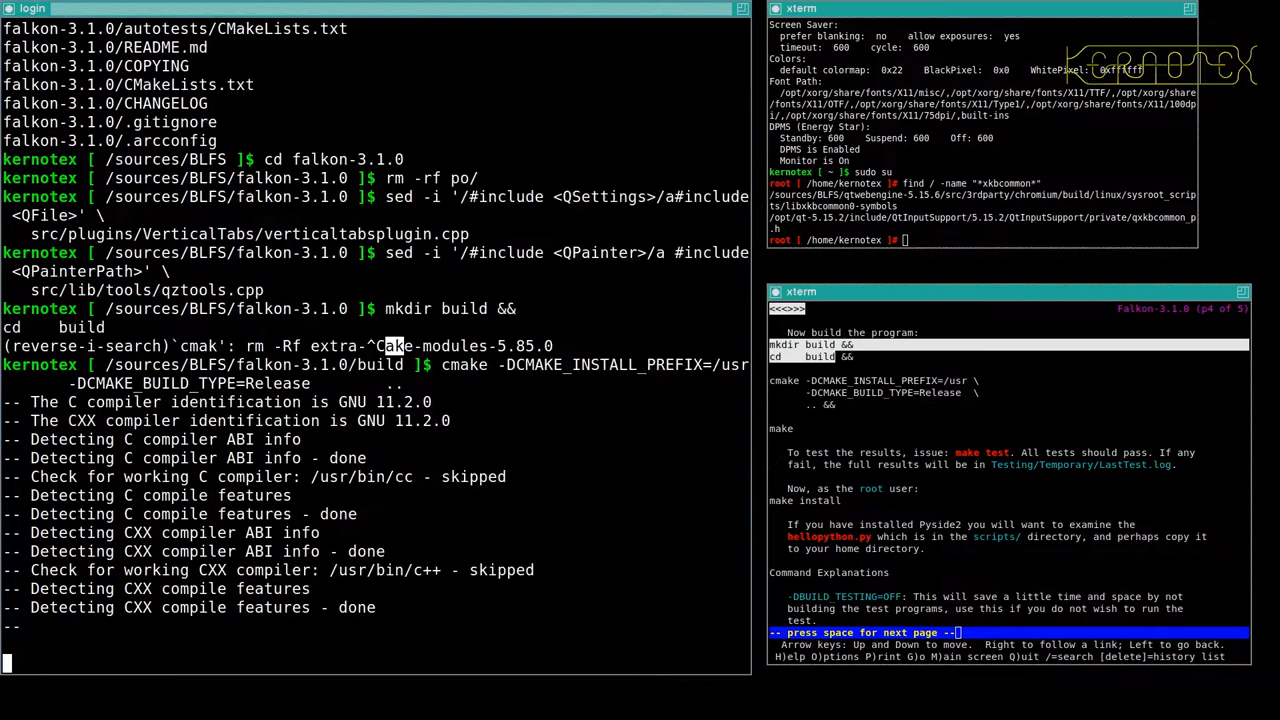 login
falkon-3.1.0/autotests/CMakeLists.txt
falkon-3.1.0/README.md
falkon-3.1.0/COPYING
falkon-3.1.0/CMakeLists.txt
falkon-3.1.0/CHANGELOG
falkon-3.1.0/.gitignore
falkon-3.1.0/.arcconfig
kernotex [ /sources/BLFS ]$ cd falkon-3.1.0
kernotex [ /sources/BLFS/falkon-3.1.0 ]$ rm -rf po/
kernotex [ /sources/BLFS/falkon-3.1.0 ]$ sed -i '/#include <QSettings>/a#include
 <QFile>' \
   src/plugins/VerticalTabs/verticaltabsplugin.cpp
kernotex [ /sources/BLFS/falkon-3.1.0 ]$ sed -i '/#include <QPainter>/a #include
 <QPainterPath>' \
   src/lib/tools/qztools.cpp
kernotex [ /sources/BLFS/falkon-3.1.0 ]$ mkdir build &&
cd    build
(reverse-i-search)`cmak': rm -Rf extra-^Cake-modules-5.85.0
kernotex [ /sources/BLFS/falkon-3.1.0/build ]$ cmake -DCMAKE_INSTALL_PREFIX=/usr
       -DCMAKE_BUILD_TYPE=Release         ..
-- The C compiler identification is GNU 11.2.0
-- The CXX compiler identification is GNU 11.2.0
-- Detecting C compiler ABI info
-- Detecting C compiler ABI info - done
-- Check for working C compiler: /usr/bin/cc - skipped
-- Detecting C compile features
-- Detecting C compile features - done
-- Detecting CXX compiler ABI info
-- Detecting CXX compiler ABI info - done
-- Check for working CXX compiler: /usr/bin/c++ - skipped
-- Detecting CXX compile features
-- Detecting CXX compile features - done
--
xterm
Screen Saver:
  prefer blanking:  no    allow exposures:  yes
  timeout:  600    cycle:  600
Colors:
  default colormap:  0x22    BlackPixel:  0x0    WhitePixel:  0xffffff
Font Path:
  /opt/xorg/share/fonts/X11/misc/,/opt/xorg/share/fonts/X11/TTF/,/opt/xorg/share
/fonts/X11/OTF/,/opt/xorg/share/fonts/X11/Type1/,/opt/xorg/share/fonts/X11/100dp
i/,/opt/xorg/share/fonts/X11/75dpi/,built-ins
DPMS (Energy Star):
  Standby: 600    Suspend: 600    Off: 600
  DPMS is Enabled
  Monitor is On
kernotex [ ~ ]$ sudo su
root [ /home/kernotex ]# find / -name "*xkbcommon*"
/sources/BLFS/qtwebengine-5.15.6/src/3rdparty/chromium/build/linux/sysroot_scrip
ts/libxkbcommon0-symbols
/opt/qt-5.15.2/include/QtInputSupport/5.15.2/QtInputSupport/private/qxkbcommon_p
.h
root [ /home/kernotex ]#
KERNOTEX
xterm
<<<>>>                                   Falkon-3.1.0 (p4 of 5)
   Now build the program:
mkdir build &&
cd    build &&
cmake -DCMAKE_INSTALL_PREFIX=/usr \
      -DCMAKE_BUILD_TYPE=Release  \
      .. &&
make
   To test the results, issue: make test. All tests should pass. If any
   fail, the full results will be in Testing/Temporary/LastTest.log.
   Now, as the root user:
make install
   If you have installed Pyside2 you will want to examine the
   hellopython.py which is in the scripts/ directory, and perhaps copy it
   to your home directory.
Command Explanations
   -DBUILD_TESTING=OFF: This will save a little time and space by not
   building the test programs, use this if you do not wish to run the
   test.
-- press space for next page --
  Arrow keys: Up and Down to move.  Right to follow a link; Left to go back.
 H)elp O)ptions P)rint G)o M)ain screen Q)uit /=search [delete]=history list